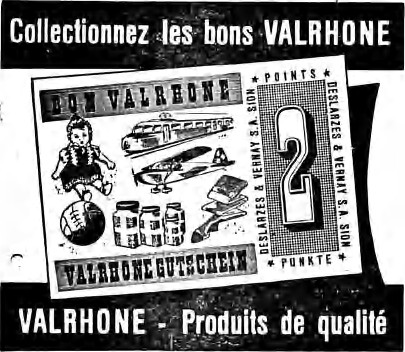 Collectionnez les bons VALRHONE
BON VALRHONE
* POINTS *
DESLARZES & VERNAY S.A. SION
2
DESLARZES & VERNAY S.A. SION
* PUNKTE *
VALRHONE GUTSCHEIN
VALRHONE - Produits de qualité